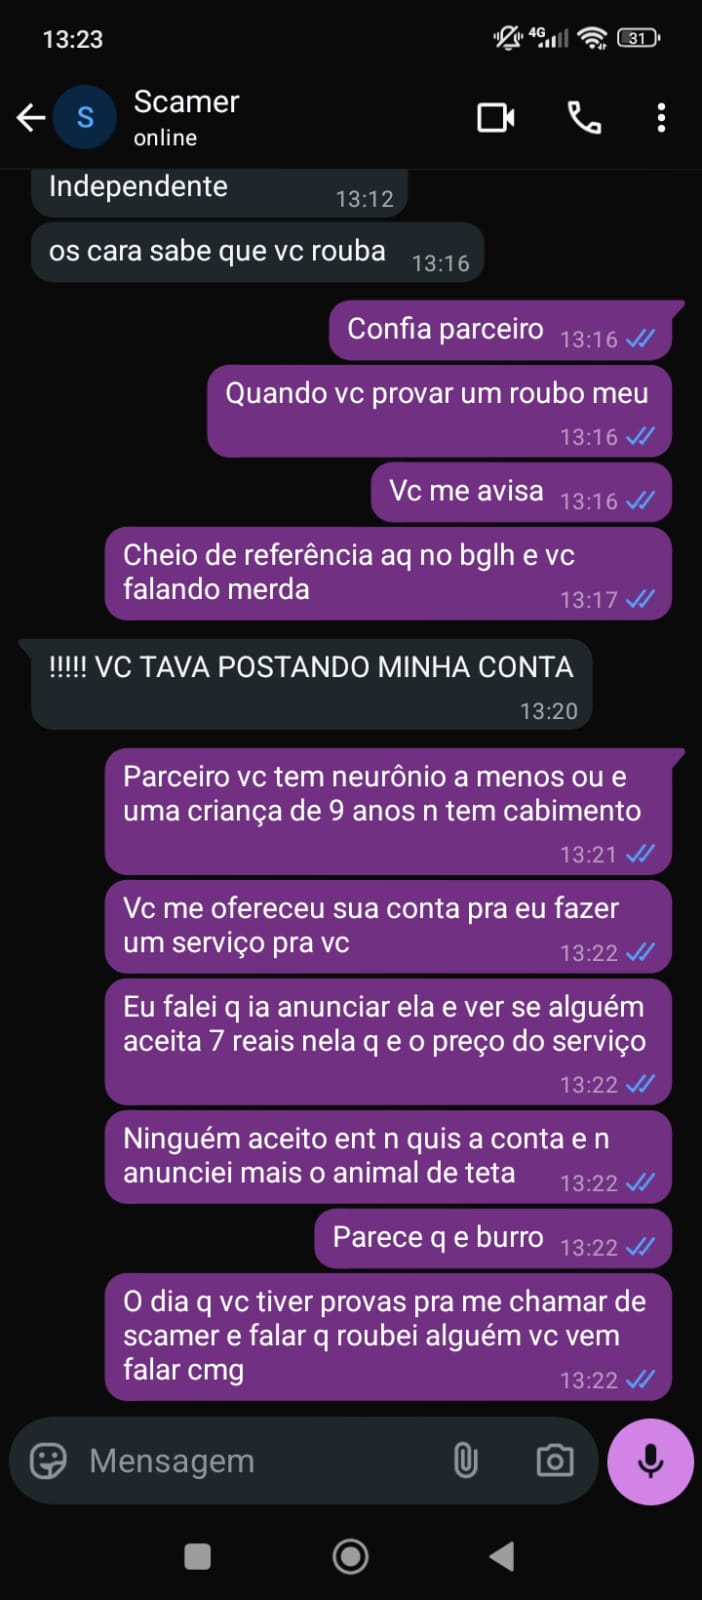 13:23
4G
31
S
Scamer
online
Independente
13:12
os cara sabe que vc rouba
13:16
Confia parceiro
13:16
Quando vc provar um roubo meu
13:16
Vc me avisa
13:16
Cheio de referência aq no bglh e vc
falando merda
13:17
!!!!! VC TAVA POSTANDO MINHA CONTA
13:20
Parceiro vc tem neurônio a menos ou e
uma criança de 9 anos n tem cabimento
13:21
Vc me ofereceu sua conta pra eu fazer
um serviço pra vc
13:22
Eu falei q ia anunciar ela e ver se alguém
aceita 7 reais nela q e o preço do serviço
13:22
Ninguém aceito ent n quis a conta e n
anunciei mais o animal de teta
13:22
Parece q e burro
13:22
O dia q vc tiver provas pra me chamar de
scamer e falar q roubei alguém vc vem
falar cmg
13:22
Mensagem